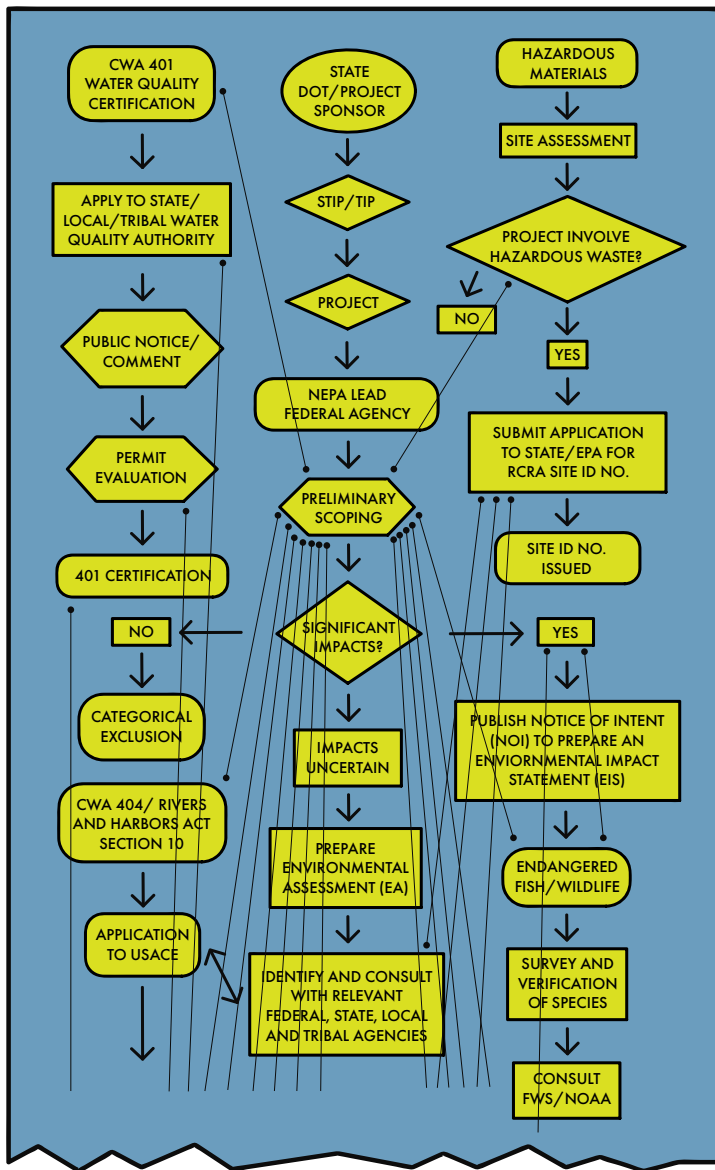 CWA 401
WATER QUALITY
CERTIFICATION
APPLY TO STATE/
LOCAL/TRIBAL WATER
QUALITY AUTHORITY
PUBLIC NOTICE/
COMMENT
PERMIT
EVALUATION
401 CERTIFICATION
NO
CATEGORICAL
EXCLUSION
CWA 404/ RIVERS
AND HARBORS ACT
SECTION 10
APPLICATION
TO USACE
STATE
DOT/PROJECT
SPONSOR
STIP/TIP
PROJECT
NEPA LEAD
FEDERAL AGENCY
PRELIMINARY
SCOPING
SIGNIFICANT
IMPACTS?
IMPACTS
UNCERTAIN
PREPARE
ENVIRONMENTAL
ASSESSMENT (EA)
IDENTIFY AND CONSULT
WITH RELEVANT
FEDERAL, STATE, LOCAL
AND TRIBAL AGENCIES
HAZARDOUS
MATERIALS
SITE ASSESSMENT
PROJECT INVOLVE
HAZARDOUS WASTE?
NO
YES
SUBMIT APPLICATION
TO STATE/EPA FOR
RCRA SITE ID NO.
SITE ID NO.
ISSUED
YES
PUBLISH NOTICE OF INTENT
(NOI) TO PREPARE AN
ENVIORNMENTAL IMPACT
STATEMENT (EIS)
ENDANGERED
FISH/WILDLIFE
SURVEY AND
VERIFICATION
OF SPECIES
CONSULT
FWS/NOAA